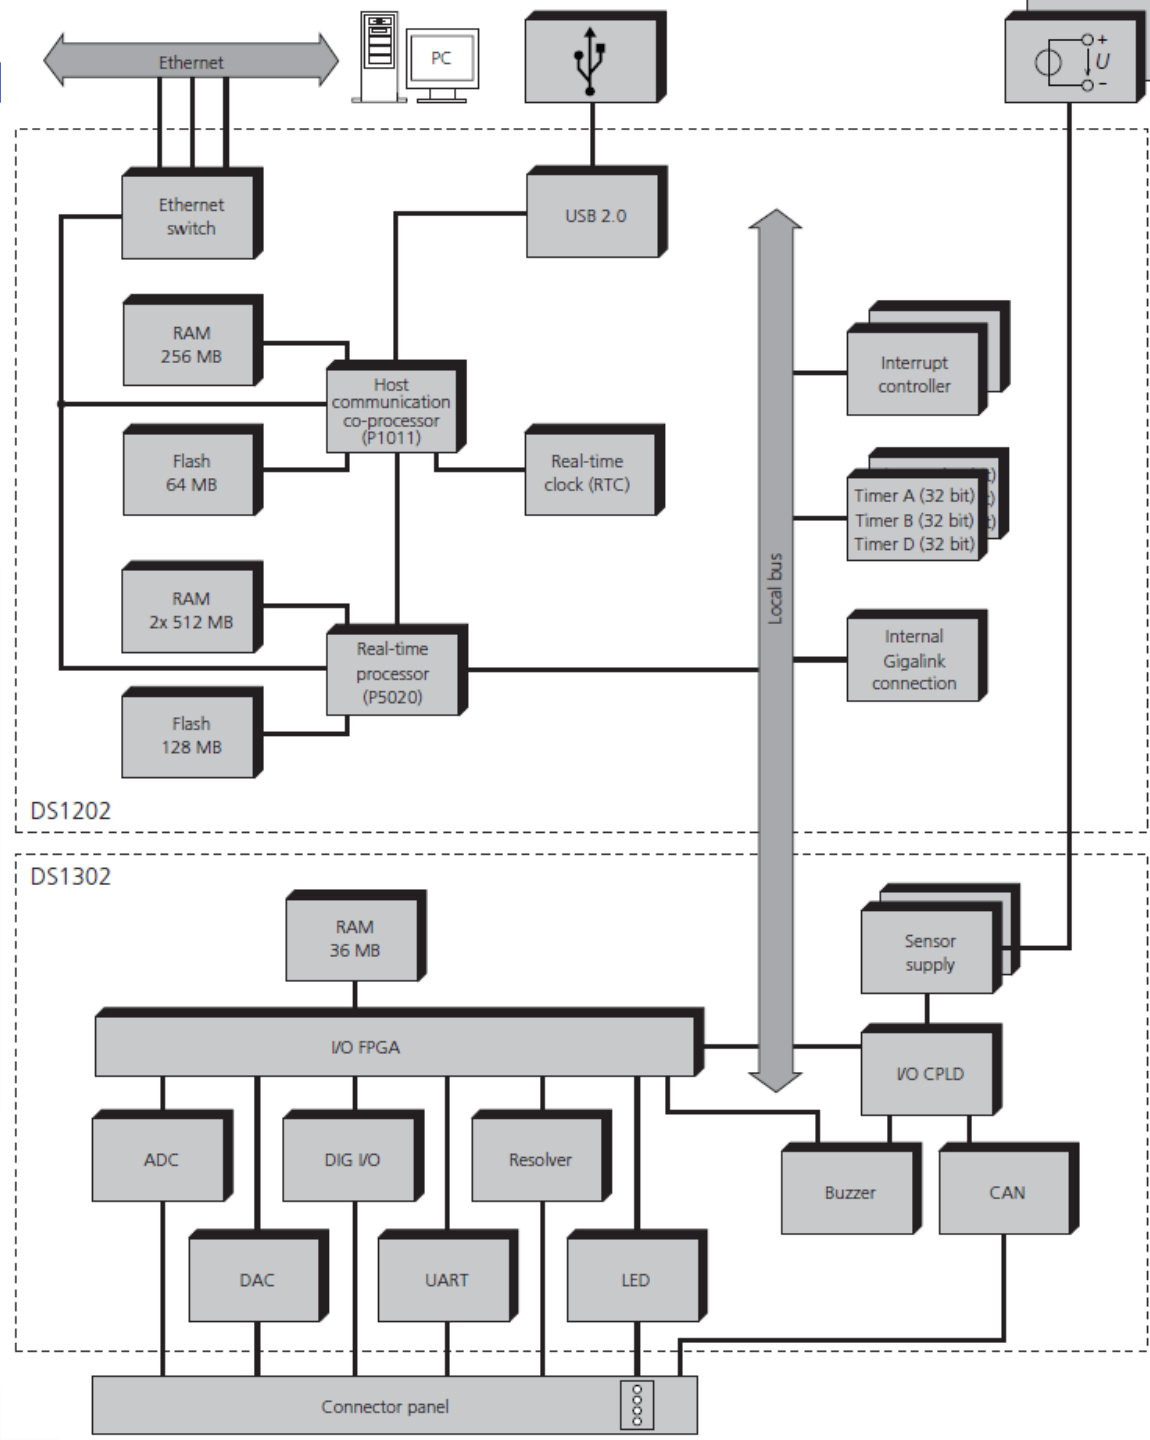 Ethernet
PC
+
U
−
Ethernet
switch
USB 2.0
RAM
256 MB
Host
communication
co-processor
(P1011)
Interrupt
controller
Flash
64 MB
Real-time
clock (RTC)
t)
Timer A (32 bit)
t)
Timer B (32 bit)
t)
Timer D (32 bit)
Local bus
RAM
2x 512 MB
Real-time
processor
(P5020)
Internal
Gigalink
connection
Flash
128 MB
DS1202
DS1302
RAM
36 MB
Sensor
supply
I/O FPGA
I/O CPLD
ADC
DIG I/O
Resolver
Buzzer
CAN
DAC
UART
LED
Connector panel